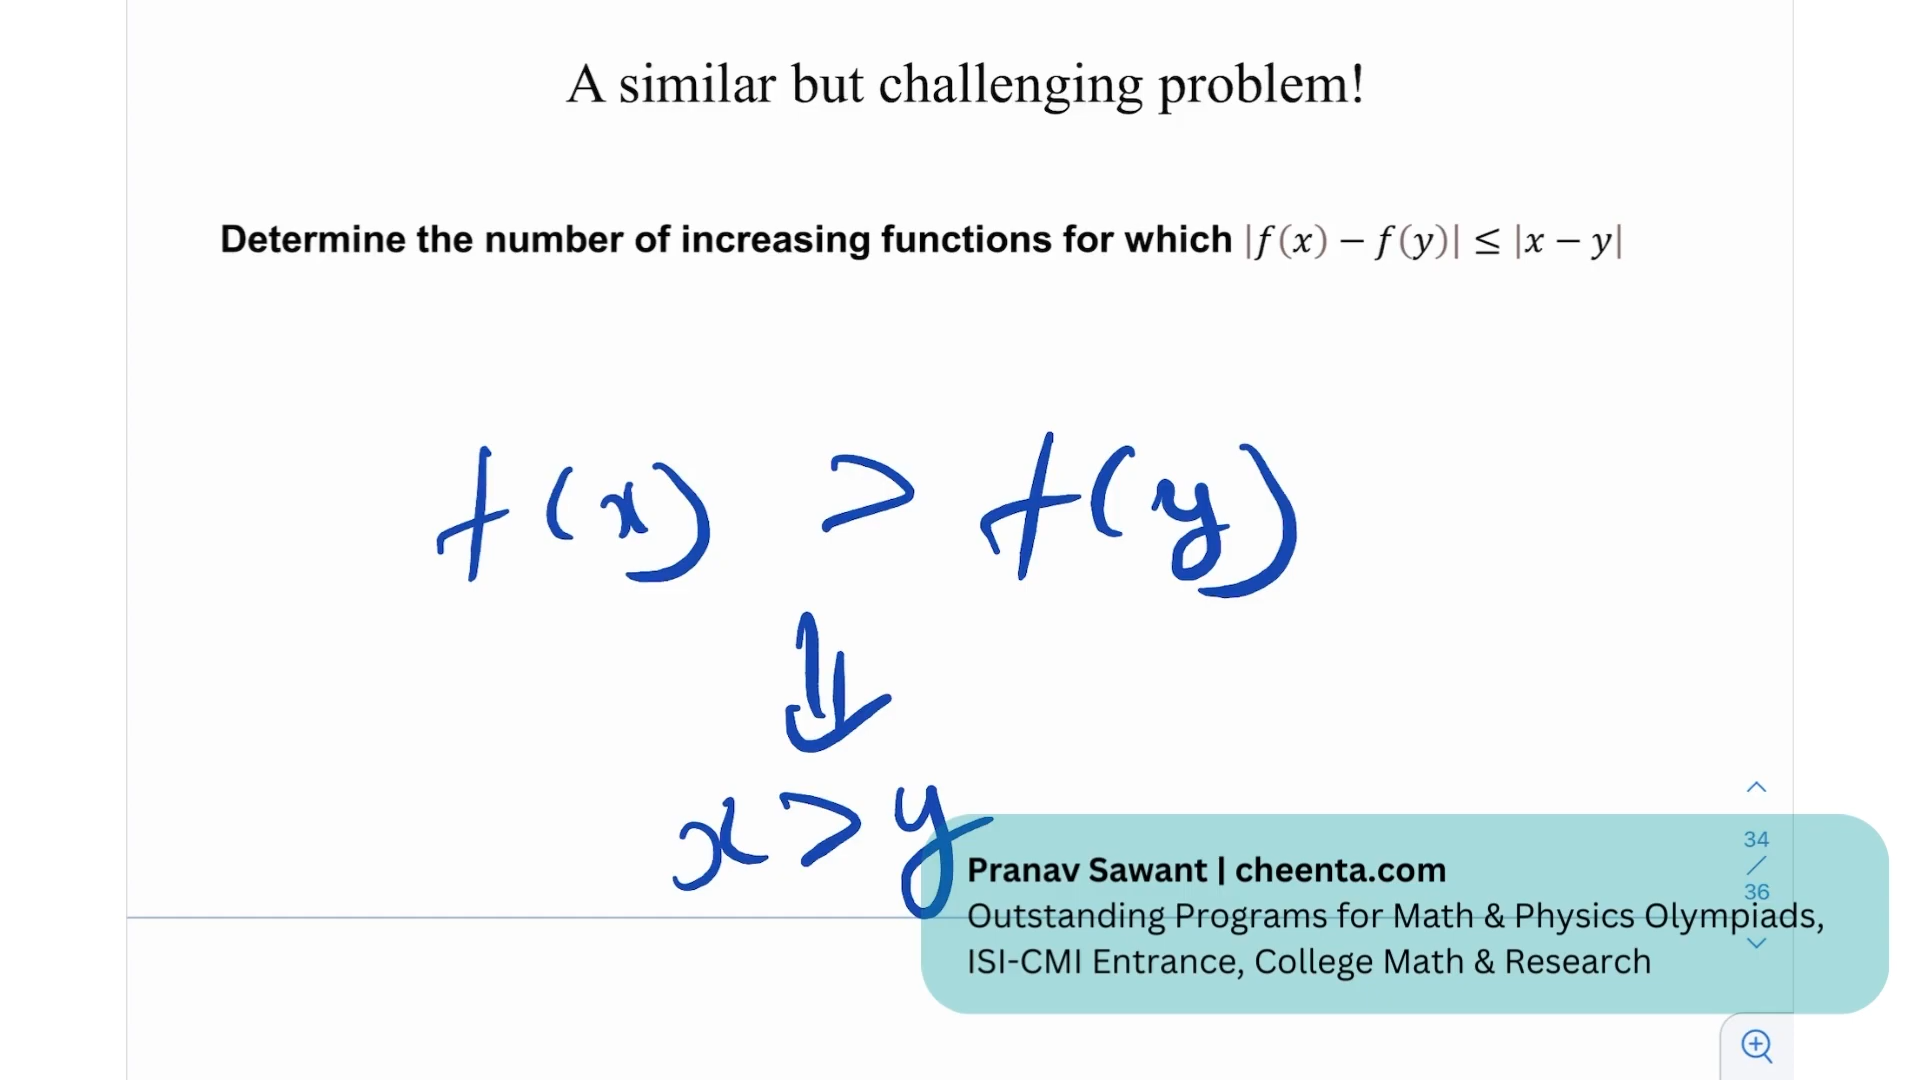 A similar but challenging problem!
Determine the number of increasing functions for which |f(x) − f(y)| ≤ |x − y|
f(x) > f(y)
⇓
x > y
34
/
36
Pranav Sawant | cheenta.com
Outstanding Programs for Math & Physics Olympiads,
ISI-CMI Entrance, College Math & Research